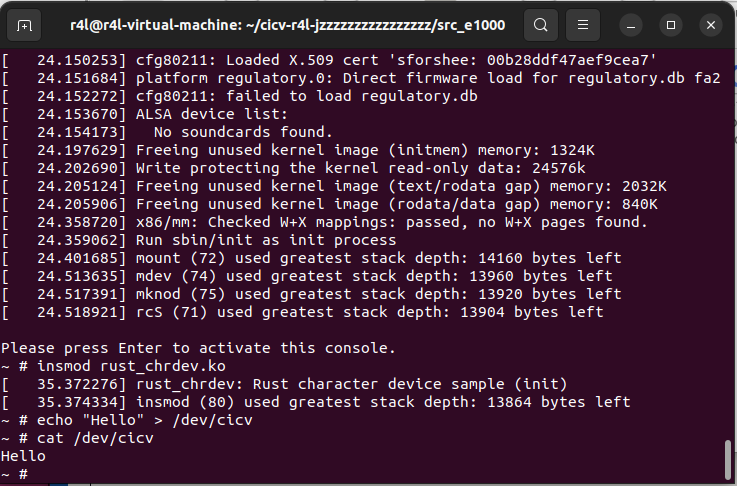 r4l@r4l-virtual-machine: ~/cicv-r4l-jzzzzzzzzzzzzzzzz/src_e1000
[   24.150253] cfg80211: Loaded X.509 cert 'sforshee: 00b28ddf47aef9cea7'
[   24.151684] platform regulatory.0: Direct firmware load for regulatory.db fa2
[   24.152272] cfg80211: failed to load regulatory.db
[   24.153670] ALSA device list:
[   24.154173]   No soundcards found.
[   24.197629] Freeing unused kernel image (initmem) memory: 1324K
[   24.202690] Write protecting the kernel read-only data: 24576k
[   24.205124] Freeing unused kernel image (text/rodata gap) memory: 2032K
[   24.205906] Freeing unused kernel image (rodata/data gap) memory: 840K
[   24.358720] x86/mm: Checked W+X mappings: passed, no W+X pages found.
[   24.359062] Run sbin/init as init process
[   24.401685] mount (72) used greatest stack depth: 14160 bytes left
[   24.513635] mdev (74) used greatest stack depth: 13960 bytes left
[   24.517391] mknod (75) used greatest stack depth: 13920 bytes left
[   24.518921] rcS (71) used greatest stack depth: 13904 bytes left
Please press Enter to activate this console.
~ # insmod rust_chrdev.ko
[   35.372276] rust_chrdev: Rust character device sample (init)
[   35.374334] insmod (80) used greatest stack depth: 13864 bytes left
~ # echo "Hello" > /dev/cicv
~ # cat /dev/cicv
Hello
~ #